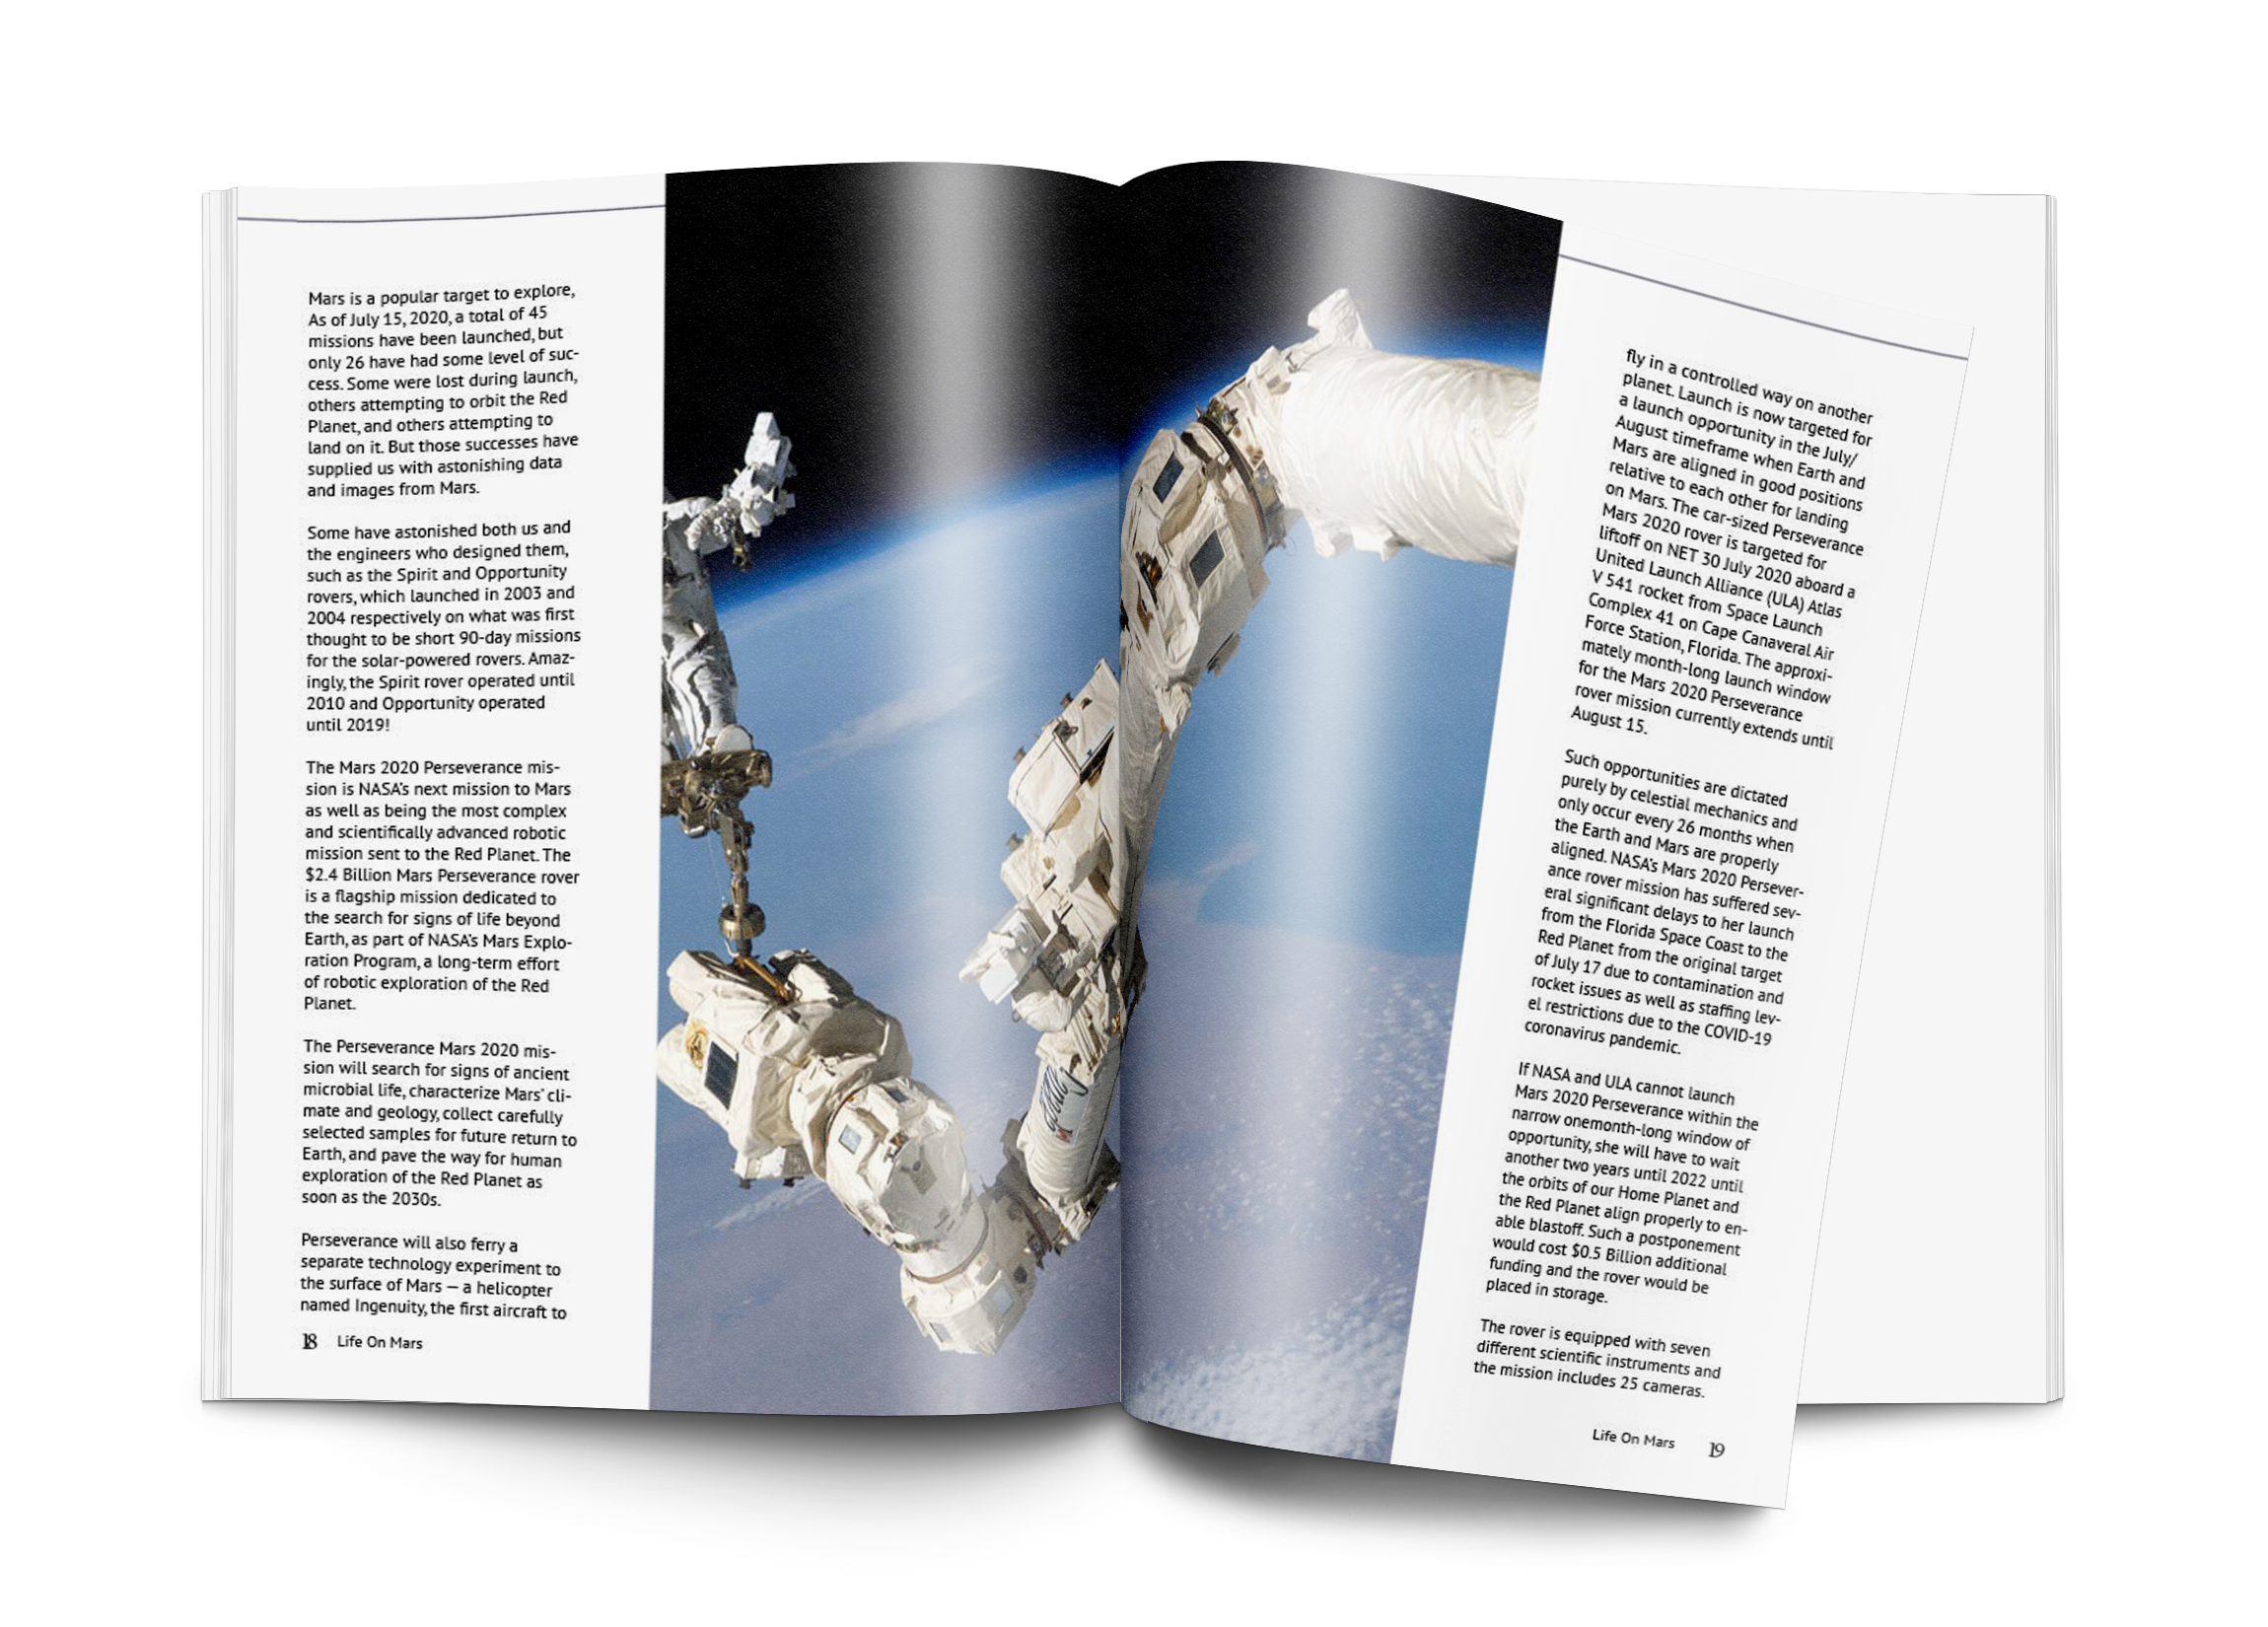 Mars is a popular target to explore,
As of July 15, 2020, a total of 45
missions have been launched, but
only 26 have had some level of suc-
cess. Some were lost during launch,
others attempting to orbit the Red
Planet, and others attempting to
land on it. But those successes have
supplied us with astonishing data
and images from Mars.
Some have astonished both us and
the engineers who designed them,
such as the Spirit and Opportunity
rovers, which launched in 2003 and
2004 respectively on what was first
thought to be short 90-day missions
for the solar-powered rovers. Amaz-
ingly, the Spirit rover operated until
2010 and Opportunity operated
until 2019!
The Mars 2020 Perseverance mis-
sion is NASA's next mission to Mars
as well as being the most complex
and scientifically advanced robotic
mission sent to the Red Planet. The
$2.4 Billion Mars Perseverance rover
is a flagship mission dedicated to
the search for signs of life beyond
Earth, as part of NASA's Mars Explo-
ration Program, a long-term effort
of robotic exploration of the Red
Planet.
The Perseverance Mars 2020 mis-
sion will search for signs of ancient
microbial life, characterize Mars' cli-
mate and geology, collect carefully
selected samples for future return to
Earth, and pave the way for human
exploration of the Red Planet as
soon as the 2030s.
Perseverance will also ferry a
separate technology experiment to
the surface of Mars — a helicopter
named Ingenuity, the first aircraft to
18 Life On Mars
fly in a controlled way on another
planet. Launch is now targeted for
a launch opportunity in the July/
August timeframe when Earth and
Mars are aligned in good positions
relative to each other for landing
on Mars. The car-sized Perseverance
Mars 2020 rover is targeted for
liftoff on NET 30 July 2020 aboard a
United Launch Alliance (ULA) Atlas
V 541 rocket from Space Launch
Complex 41 on Cape Canaveral Air
Force Station, Florida. The approxi-
mately month-long launch window
for the Mars 2020 Perseverance
rover mission currently extends until
August 15.
Such opportunities are dictated
purely by celestial mechanics and
only occur every 26 months when
the Earth and Mars are properly
aligned. NASA's Mars 2020 Persever-
ance rover mission has suffered sev-
eral significant delays to her launch
from the Florida Space Coast to the
Red Planet from the original target
of July 17 due to contamination and
rocket issues as well as staffing lev-
el restrictions due to the COVID-19
coronavirus pandemic.
If NASA and ULA cannot launch
Mars 2020 Perseverance within the
narrow onemonth-long window of
opportunity, she will have to wait
another two years until 2022 until
the orbits of our Home Planet and
the Red Planet align properly to en-
able blastoff. Such a postponement
would cost $0.5 Billion additional
funding and the rover would be
placed in storage.
The rover is equipped with seven
different scientific instruments and
the mission includes 25 cameras.
Life On Mars 19